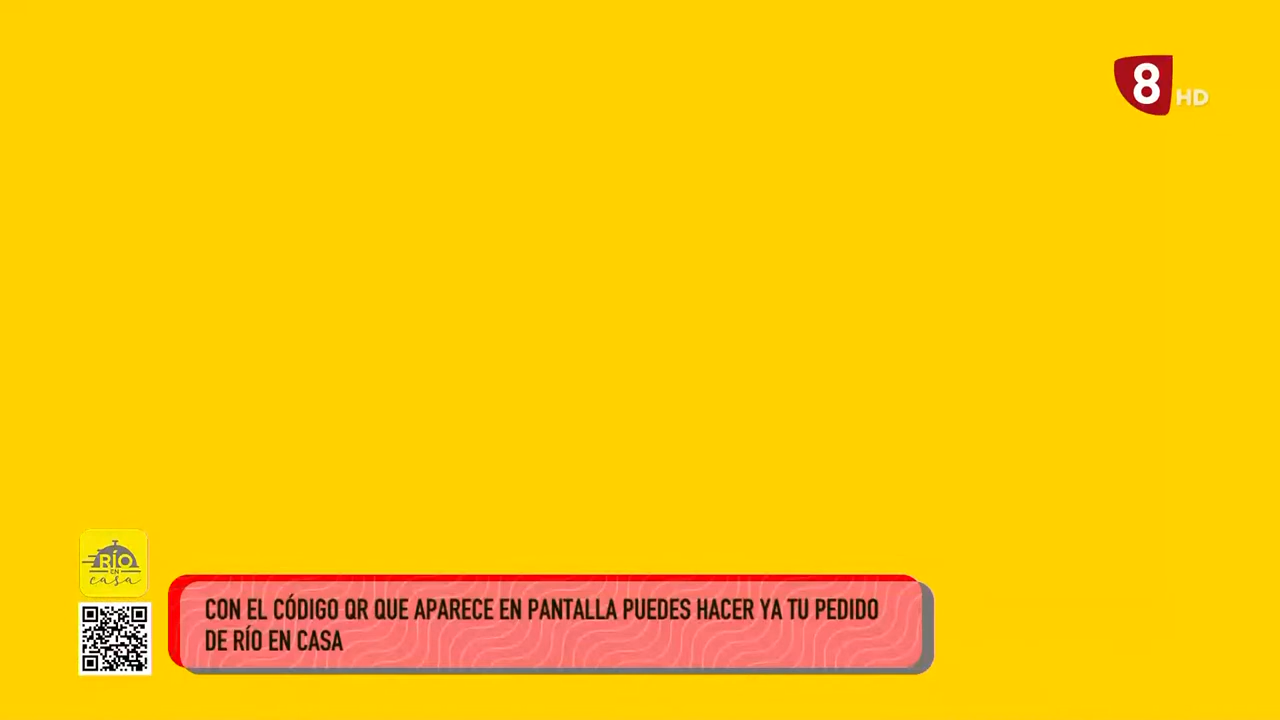 8 HD
RÍO
EN
casa
CON EL CÓDIGO QR QUE APARECE EN PANTALLA PUEDES HACER YA TU PEDIDO
DE RÍO EN CASA